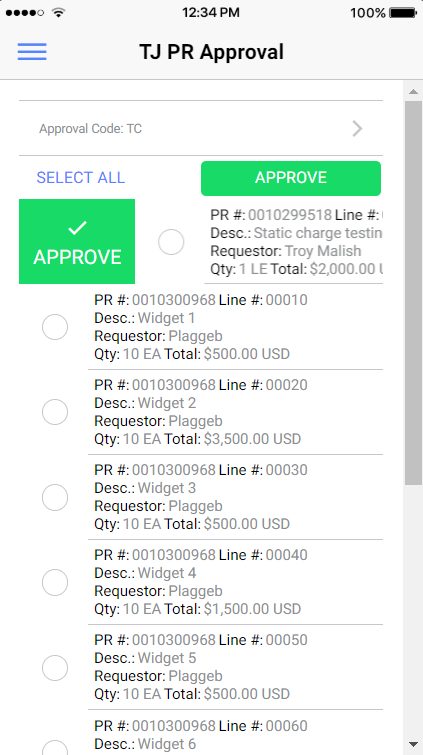 12:34 PM
100%
TJ PR Approval
Approval Code: TC
SELECT ALL
APPROVE
APPROVE
PR #: 0010299518 Line #:
Desc.: Static charge testin
Requestor: Troy Malish
Qty: 1 LE Total: $2,000.00
PR #: 0010300968 Line #: 00010
Desc.: Widget 1
Requestor: Plaggeb
Qty: 10 EA Total: $500.00 USD
PR #: 0010300968 Line #: 00020
Desc.: Widget 2
Requestor: Plaggeb
Qty: 10 EA Total: $3,500.00 USD
PR #: 0010300968 Line #: 00030
Desc.: Widget 3
Requestor: Plaggeb
Qty: 10 EA Total: $500.00 USD
PR #: 0010300968 Line #: 00040
Desc.: Widget 4
Requestor: Plaggeb
Qty: 10 EA Total: $1,500.00 USD
PR #: 0010300968 Line #: 00050
Desc.: Widget 5
Requestor: Plaggeb
Qty: 10 EA Total: $500.00 USD
PR #: 0010300968 Line #: 00060
Desc.: Widget 6